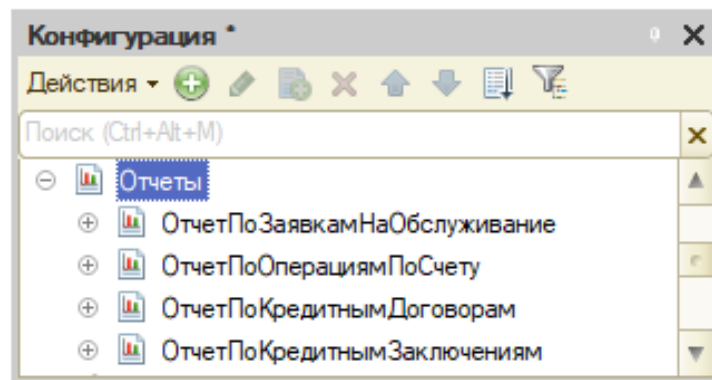 Конфигурация *
Действия
Поиск (Ctrl+Alt+M)
Отчеты
ОтчетПоЗаявкамНаОбслуживание
ОтчетПоОперациямПоСчету
ОтчетПоКредитнымДоговорам
ОтчетПоКредитнымЗаключениям